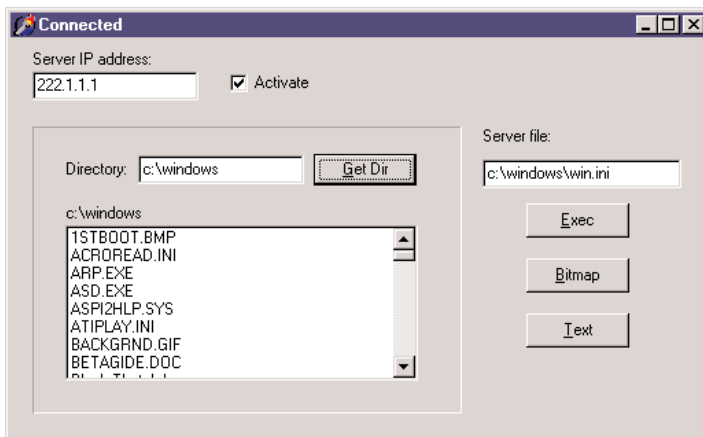 Connected
Server IP address:
222.1.1.1
Activate
Server file:
Directory: c:\windows Get Dir
c:\windows\win.ini
c:\windows
1STBOOT.BMP
ACROREAD.INI
ARP.EXE
ASD.EXE
ASPI2HLP.SYS
ATIPLAY.INI
BACKGRND.GIF
BETAGIDE.DOC
Exec
Bitmap
Text